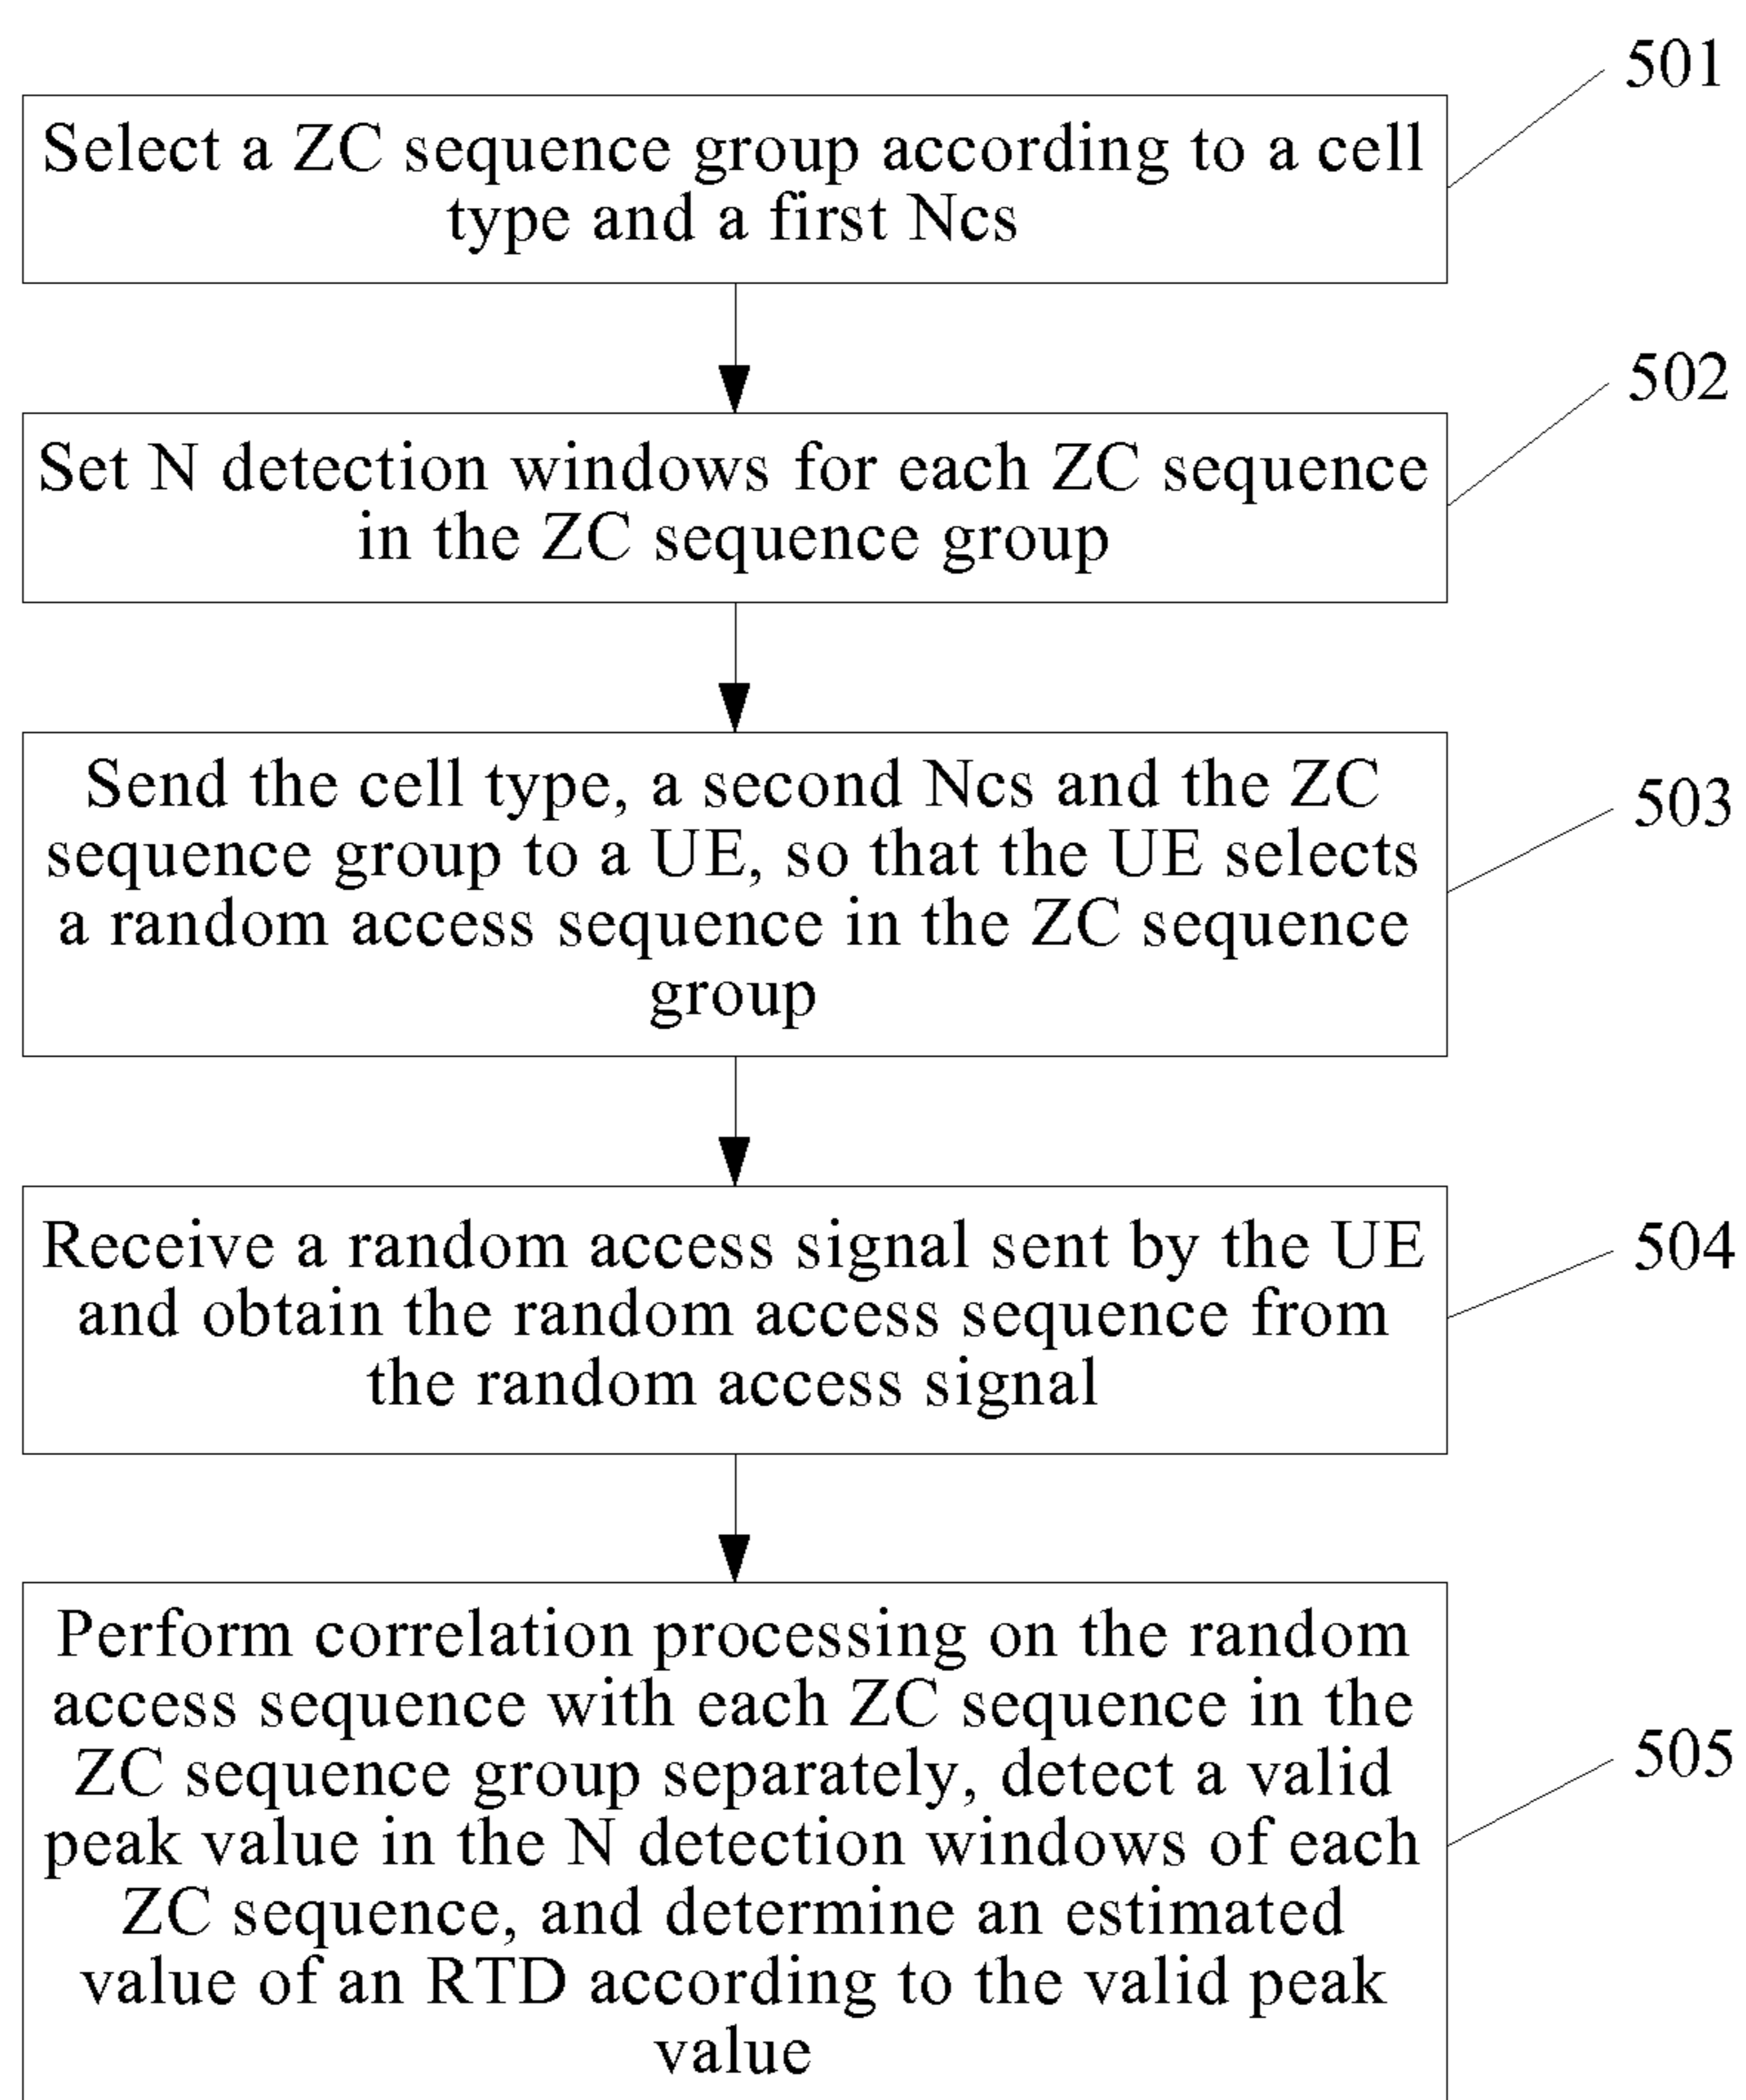 501
Select a ZC sequence group according to a cell
type and a first Ncs
502
Set N detection windows for each ZC sequence
in the ZC sequence group
Send the cell type, a second Ncs and the ZC
sequence group to a UE, so that the UE selects
a random access sequence in the ZC sequence
group
503
Receive a random access signal sent by the UE
and obtain the random access sequence from
the random access signal
504
Perform correlation processing on the random
access sequence with each ZC sequence in the
ZC sequence group separately, detect a valid
peak value in the N detection windows of each
ZC sequence, and determine an estimated
value of an RTD according to the valid peak
value
505